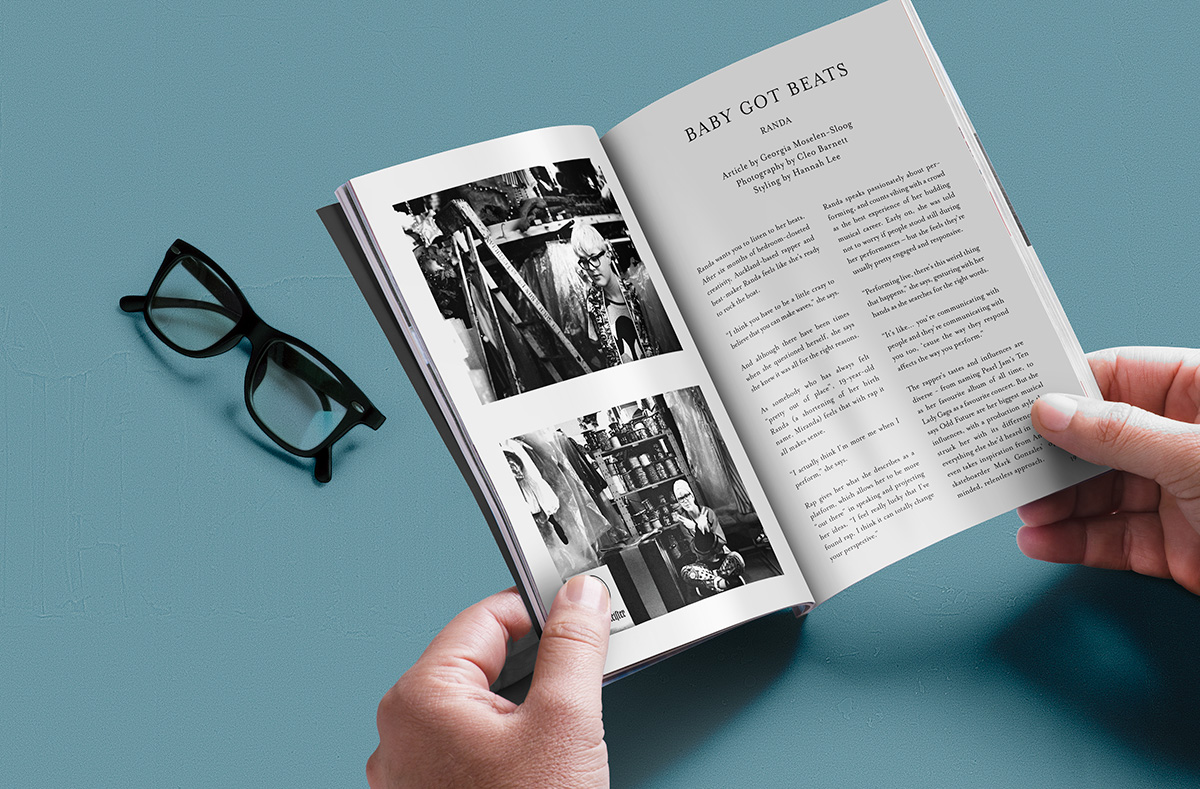 BABY GOT BEATS
RANDA
Article by Georgia Moselen-Sloog
Photography by Cleo Barnett
Styling by Hannah Lee
Randa wants you to listen to her beats.
After six months of bedroom-closeted
creativity, Auckland-based rapper and
beat-maker Randa feels like she's ready
to rock the boat.
"I think you have to be a little crazy to
believe that you can make waves," she says.
And although there have been times
when she questioned herself, she says
she knew it was all for the right reasons.
As somebody who has always felt
"pretty out of place", 19-year-old
Randa (a shortening of her birth
name, Miranda) feels that with rap it
all makes sense.
"I actually think I'm more me when I
perform," she says.
Rap gives her what she describes as a
platform, which allows her to be more
"out there" in speaking and projecting
her ideas. "I feel really lucky that I've
found rap, I think it can totally change
your perspective."
Randa speaks passionately about per-
forming, and counts vibing with a crowd
as the best experience of her budding
musical career. Early on, she was told
not to worry if people stood still during
her performances – but she feels they're
usually pretty engaged and responsive.
"Performing live, there's this weird thing
that happens," she says, gesturing with her
hands as she searches for the right words.
"It's like... you're communicating with
people and they're communicating with
you too, 'cause the way they respond
affects the way you perform."
The rapper's tastes and influences are
diverse – from naming Pearl Jam's Ten
as her favourite album of all time, to
Lady Gaga as a favourite concert. But she
says Odd Future are her biggest musical
influences, with a production style
struck her with its difference
everything else she'd heard in
even takes inspiration from
skateboarder Mark Gonzales'
minded, relentless approach.